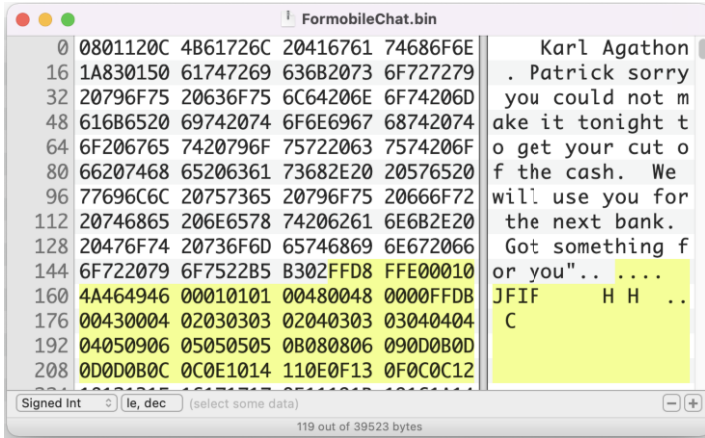 FormobileChat.bin
0 0801120C 4B61726C 20416761 74686F6E Karl Agathon
16 1A830150 61747269 636B2073 6F727279 . Patrick sorry
32 20796F75 20636F75 6C64206E 6F74206D you could not m
48 616B6520 69742074 6F6E6967 68742074 ake it tonight t
64 6F206765 7420796F 75722063 7574206F o get your cut o
80 66207468 65206361 73682E20 20576520 f the cash. We
96 77696C6C 20757365 20796F75 20666F72 will use you for
112 20746865 206E6578 74206261 6E6B2E20 the next bank.
128 20476F74 20736F6D 65746869 6E672066 Got something f
144 6F722079 6F7522B5 B302FFD8 FFE00010 or you".. ....
160 4A464946 00010101 00480048 0000FFDB JFIF H H ..
176 00430004 02030303 02040303 03040404 C
192 04050906 05050505 0B080806 090D0B0D
208 0D0D0B0C 0C0E1014 110E0F13 0F0C0C12
Signed Int le, dec (select some data)
119 out of 39523 bytes